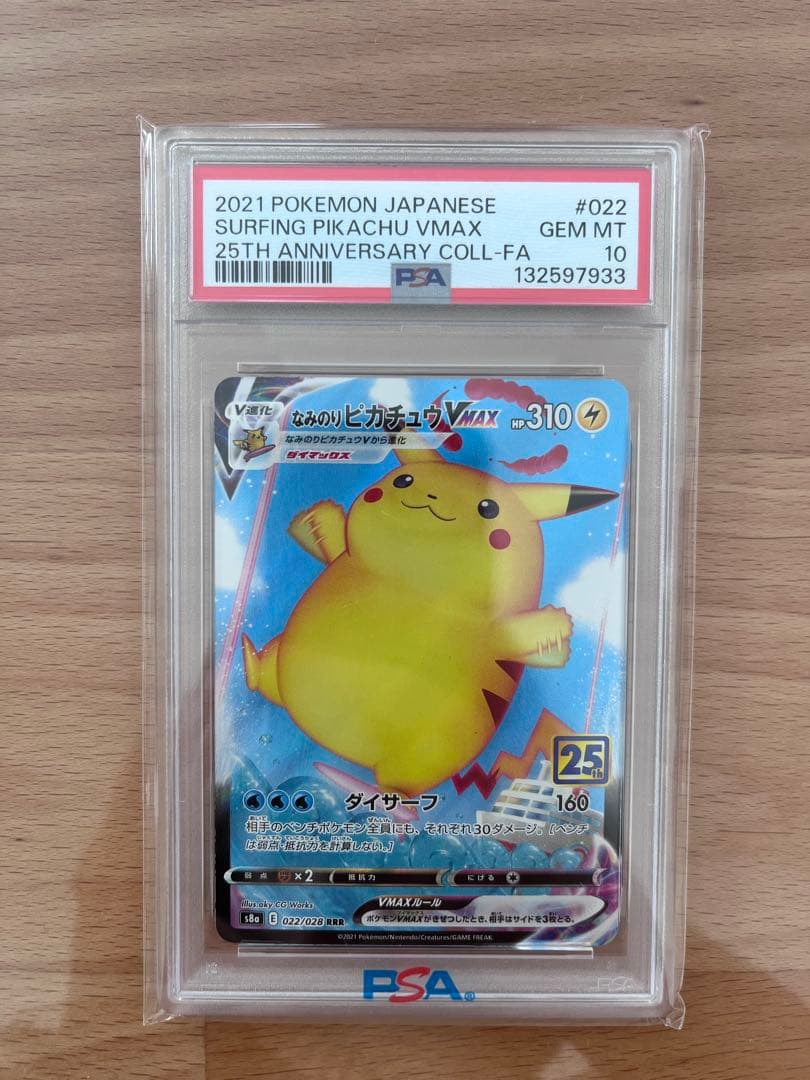 2021 POKEMON JAPANESE #022
SURFING PIKACHU VMAX GEM MT
25TH ANNIVERSARY COLL-FA 10
PSA 132597933
V進化
なみのりピカチュウVMAX HP310
なみのりピカチュウVから進化
ダイマックス
25th
ダイサーフ 160
相手のベンチポケモン全員にも、それぞれ30ダメージ。[ベンチ
は弱点・抵抗力を計算しない。]
弱点 ×2 抵抗力 にげる
Illus.aky CG Works
VMAXルール
s8a E 022/028 RRR
ポケモンVMAXがきぜつしたとき、相手はサイドを3枚とる。
©2021 Pokémon/Nintendo/Creatures/GAME FREAK.
PSA®
PSA